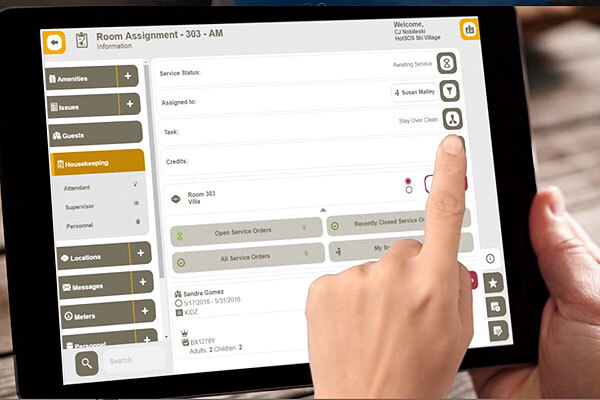 Room Assignment - 303 - AM
Information
Welcome,
CJ Nobileski
HotSOS Ski Village
Amenities
Issues
Guests
Housekeeping
Attendant
Supervisor
Personnel
Locations
Messages
Meters
Personnel
Search
Service Status:
Awaiting Service
Assigned to:
Susan Malley
Task:
Stay Over Clean
Credits:
Room 303
Villa
Open Service Orders 0
Recently Closed Service
All Service Orders 0
My
Sandra Gomez
5/17/2016 - 5/31/2016
KIDZ
BX1278Y
Adults: 2 Children: 2